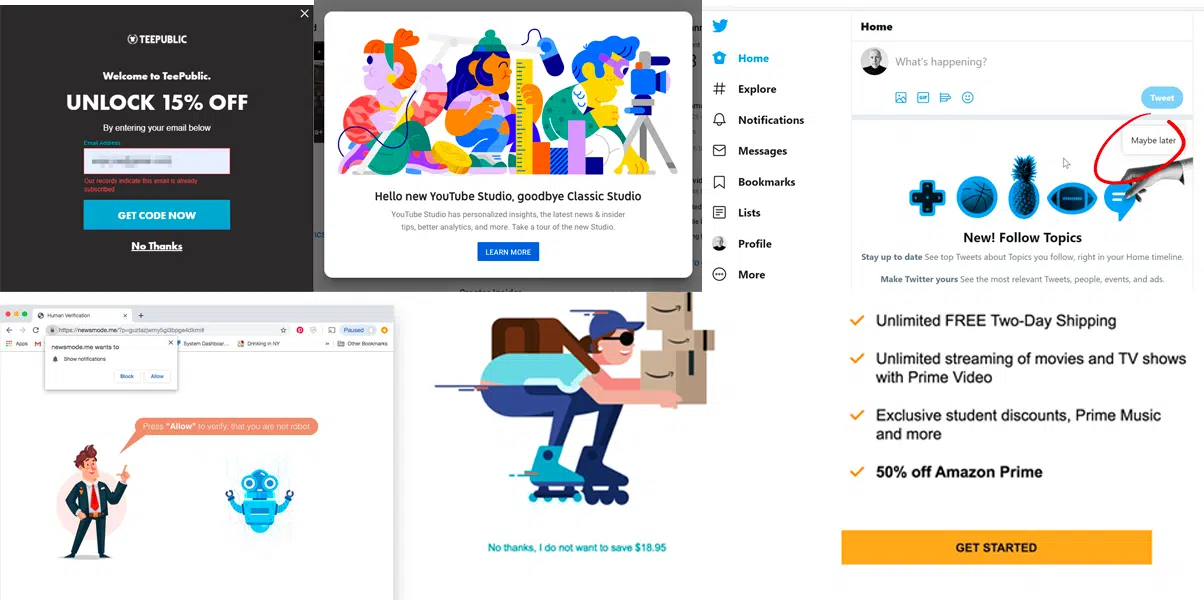 TEEPUBLIC
Welcome to TeePublic.
UNLOCK 15% OFF
By entering your email below
Email Address
Our records indicate this email is already
subscribed
GET CODE NOW
No Thanks
Hello new YouTube Studio, goodbye Classic Studio
YouTube Studio has personalized insights, the latest news & insider
tips, better analytics, and more. Take a tour of the new Studio.
LEARN MORE
Home
Explore
Notifications
Messages
Bookmarks
Lists
Profile
More
Home
What's happening?
GIF
Tweet
Maybe later
New! Follow Topics
Stay up to date See top Tweets about Topics you follow, right in your Home timeline.
Make Twitter yours See the most relevant Tweets, people, events, and ads.
Human Verification
Paused
Apps
System Dashboar...
Drinking in NY
Other Bookmarks
newsmode.me wants to
Show notifications
Block
Allow
Press "Allow" to verify, that you are not robot
No thanks, I do not want to save $18.95
Unlimited FREE Two-Day Shipping
Unlimited streaming of movies and TV shows
with Prime Video
Exclusive student discounts, Prime Music
and more
50% off Amazon Prime
GET STARTED